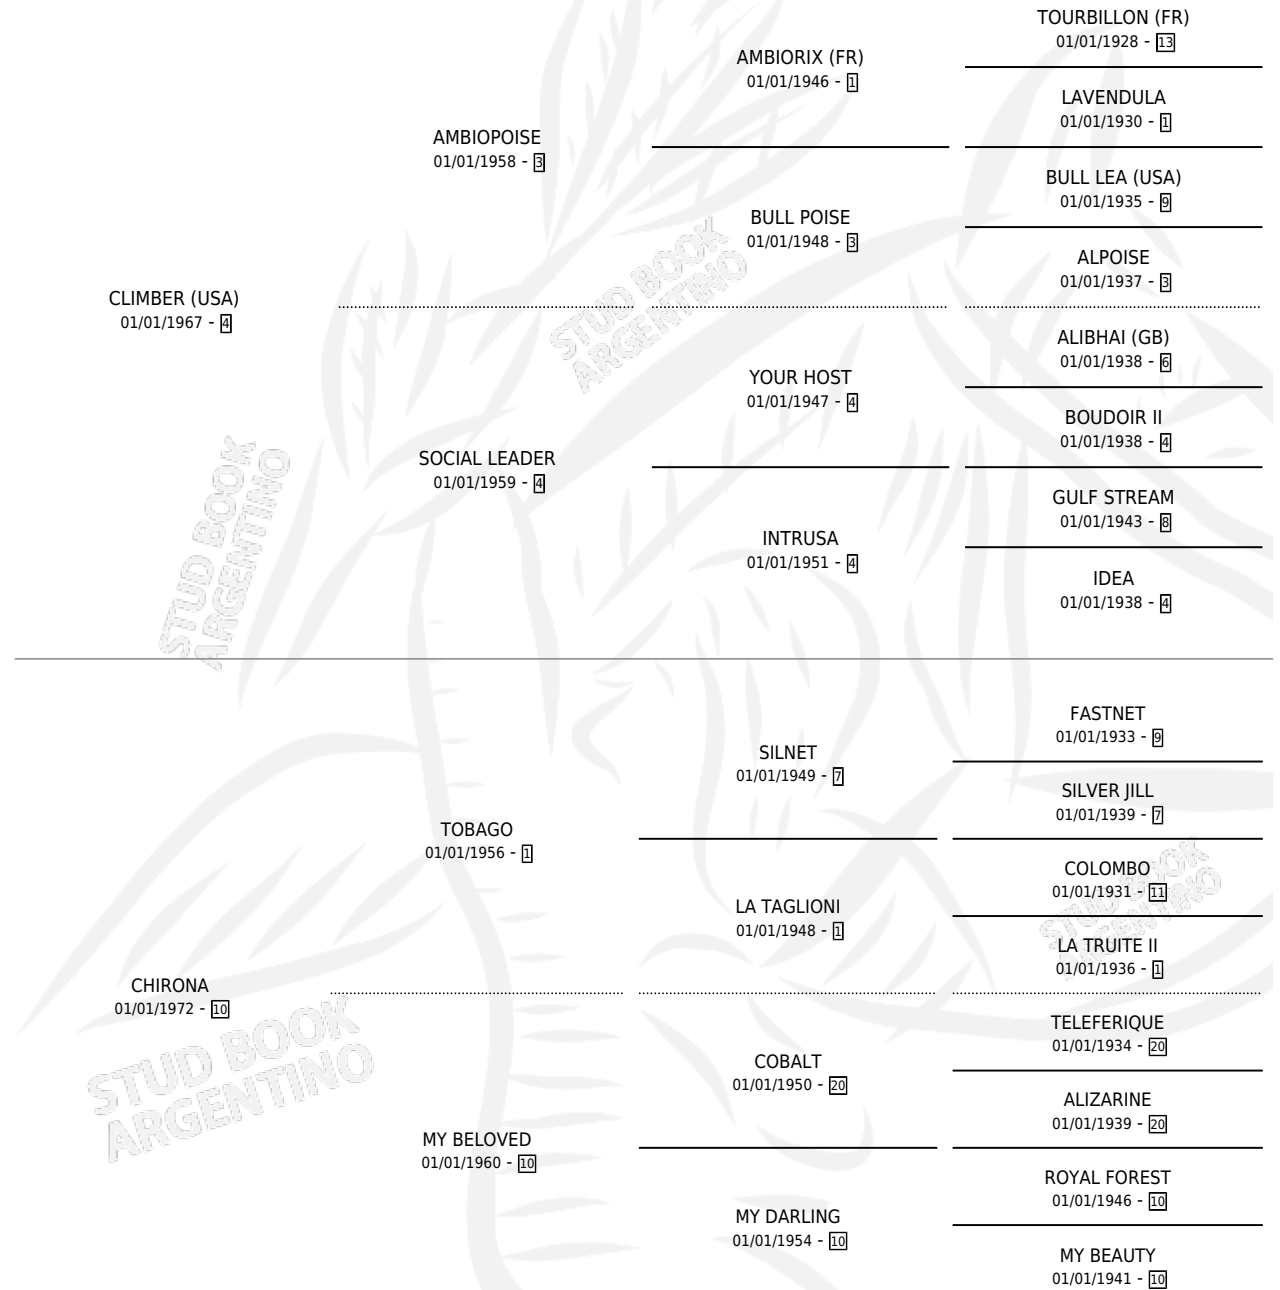 TOURBILLON (FR)
01/01/1928 - 13
AMBIORIX (FR)
01/01/1946 - 1
LAVENDULA
01/01/1930 - 1
AMBIOPOISE
01/01/1958 - 3
BULL LEA (USA)
01/01/1935 - 9
BULL POISE
01/01/1948 - 3
ALPOISE
01/01/1937 - 3
CLIMBER (USA)
01/01/1967 - 4
ALIBHAI (GB)
01/01/1938 - 6
YOUR HOST
01/01/1947 - 4
BOUDOIR II
01/01/1938 - 4
SOCIAL LEADER
01/01/1959 - 4
GULF STREAM
01/01/1943 - 8
INTRUSA
01/01/1951 - 4
IDEA
01/01/1938 - 4
FASTNET
01/01/1933 - 9
SILNET
01/01/1949 - 7
SILVER JILL
01/01/1939 - 7
TOBAGO
01/01/1956 - 1
COLOMBO
01/01/1931 - 11
LA TAGLIONI
01/01/1948 - 1
LA TRUITE II
01/01/1936 - 1
CHIRONA
01/01/1972 - 10
TELEFERIQUE
01/01/1934 - 20
COBALT
01/01/1950 - 20
ALIZARINE
01/01/1939 - 20
MY BELOVED
01/01/1960 - 10
ROYAL FOREST
01/01/1946 - 10
MY DARLING
01/01/1954 - 10
MY BEAUTY
01/01/1941 - 10
STUD BOOK
ARGENTINO
STUD BOOK
ARGENTINO
STUD BOOK
ARGENTINO
STUD BOOK
ARGENTINO